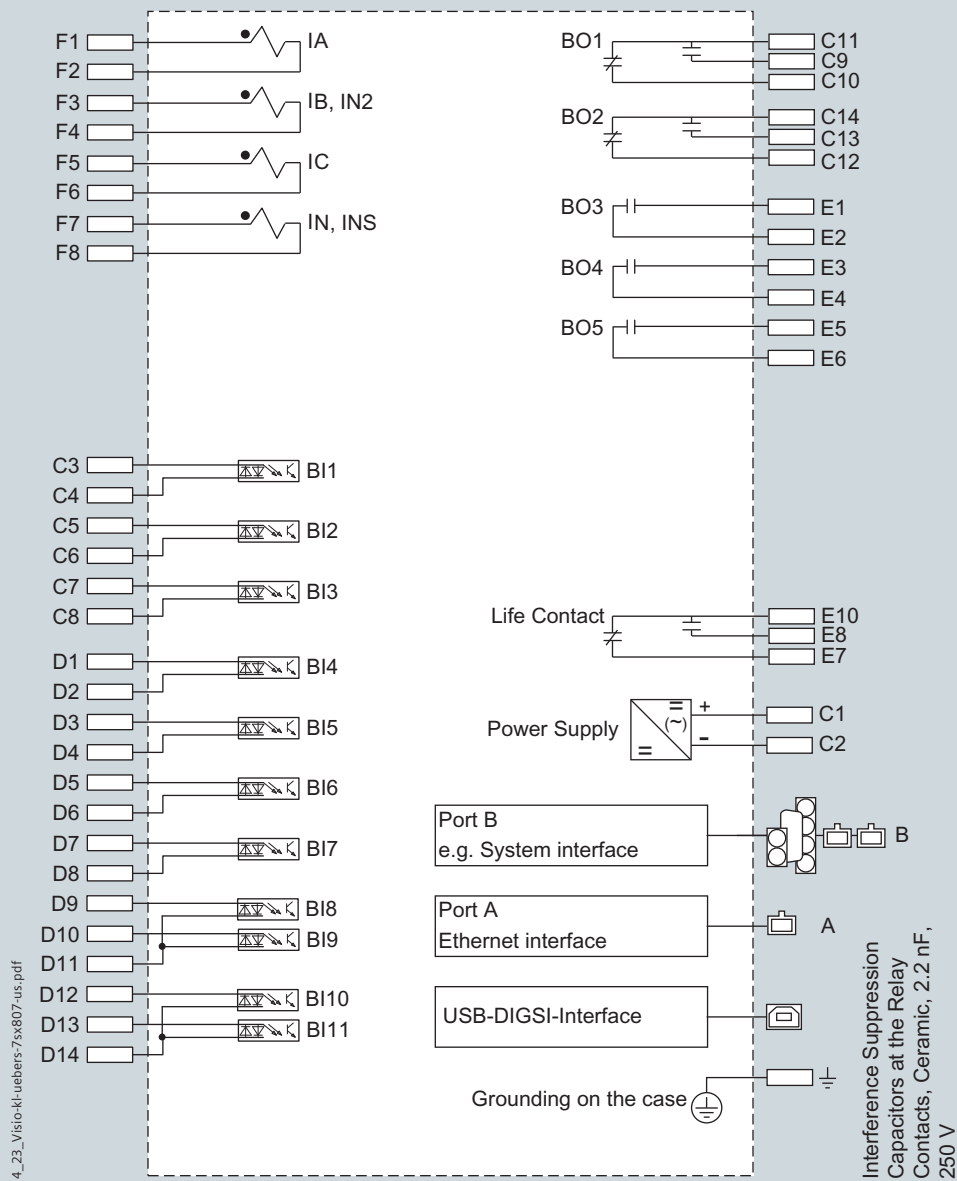 F1
IA
F2
F3
IB, IN2
F4
F5
IC
F6
F7
IN, INS
F8
C3
BI1
C4
C5
BI2
C6
C7
BI3
C8
D1
BI4
D2
D3
BI5
D4
D5
BI6
D6
D7
BI7
D8
D9
BI8
D10
BI9
D11
D12
BI10
D13
BI11
D14
BO1
C11
C9
C10
BO2
C14
C13
C12
BO3
E1
E2
BO4
E3
E4
BO5
E5
E6
Life Contact
E10
E8
E7
Power Supply
=
(~)
=
+
-
C1
C2
Port B
e.g. System interface
B
Port A
Ethernet interface
A
USB-DIGSI-Interface
Grounding on the case
Interference Suppression
Capacitors at the Relay
Contacts, Ceramic, 2.2 nF,
250 V
4_23_Visio-kl-uebers-7sx807-us.pdf